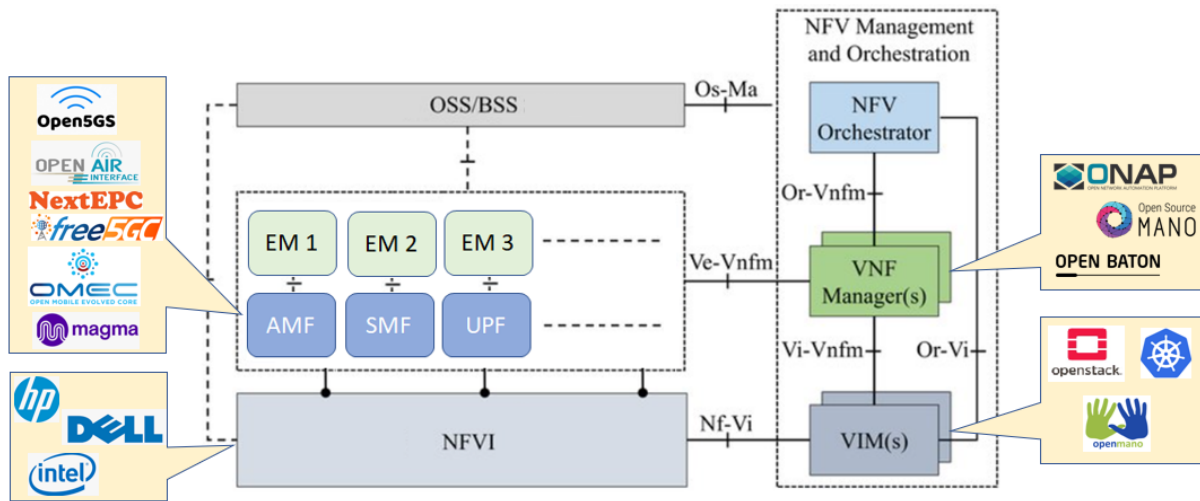 NFV Management
and Orchestration
OSS/BSS
Os-Ma
NFV
Orchestrator
Open5GS
OPEN AIR
INTERFACE
NextEPC
free5GC
OMEC
OPEN MOBILE EVOLVED CORE
magma
EM 1
EM 2
EM 3
AMF
SMF
UPF
Or-Vnfm
Ve-Vnfm
VNF
Manager(s)
Vi-Vnfm
Or-Vi
ONAP
OPEN NETWORK AUTOMATION PLATFORM
Open Source
MANO
OPEN BATON
hp
DELL
intel
NFVI
Nf-Vi
VIM(s)
openstack.
openmano